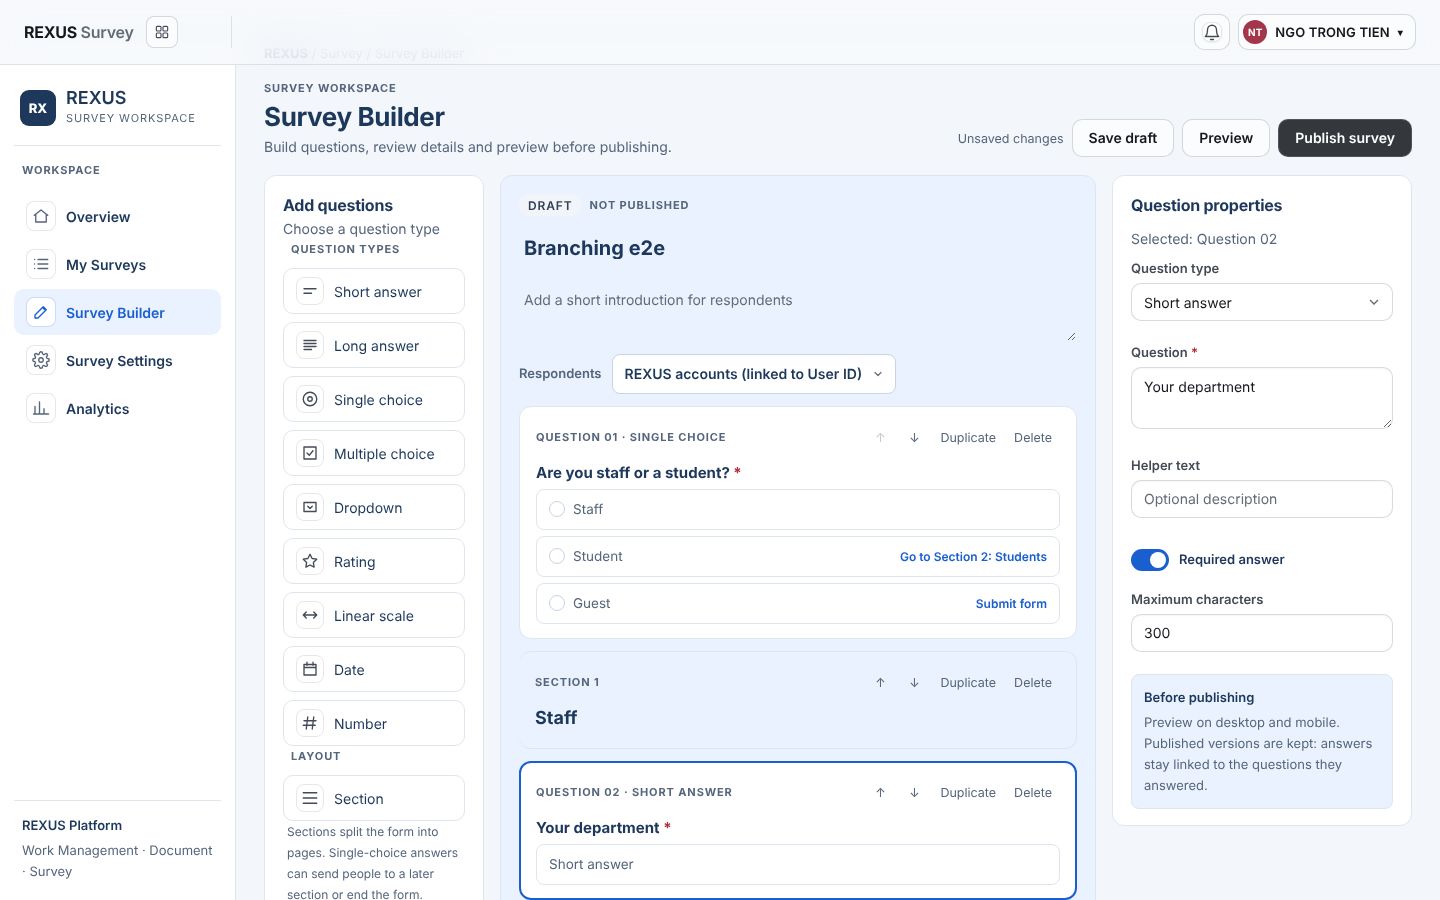 REXUS Survey
NT NGO TRONG TIEN
REXUS / Survey / Survey Builder
RX REXUS
SURVEY WORKSPACE
WORKSPACE
Overview
My Surveys
Survey Builder
Survey Settings
Analytics
REXUS Platform
Work Management · Document
· Survey
SURVEY WORKSPACE
Survey Builder
Build questions, review details and preview before publishing.
Unsaved changes
Save draft
Preview
Publish survey
Add questions
Choose a question type
QUESTION TYPES
Short answer
Long answer
Single choice
Multiple choice
Dropdown
Rating
Linear scale
Date
Number
LAYOUT
Section
Sections split the form into
pages. Single-choice answers
can send people to a later
section or end the form.
DRAFT NOT PUBLISHED
Branching e2e
Add a short introduction for respondents
Respondents REXUS accounts (linked to User ID)
QUESTION 01 · SINGLE CHOICE ↑ ↓ Duplicate Delete
Are you staff or a student? *
Staff
Student Go to Section 2: Students
Guest Submit form
SECTION 1 ↑ ↓ Duplicate Delete
Staff
QUESTION 02 · SHORT ANSWER ↑ ↓ Duplicate Delete
Your department *
Short answer
Question properties
Selected: Question 02
Question type
Short answer
Question *
Your department
Helper text
Optional description
Required answer
Maximum characters
300
Before publishing
Preview on desktop and mobile.
Published versions are kept: answers
stay linked to the questions they
answered.